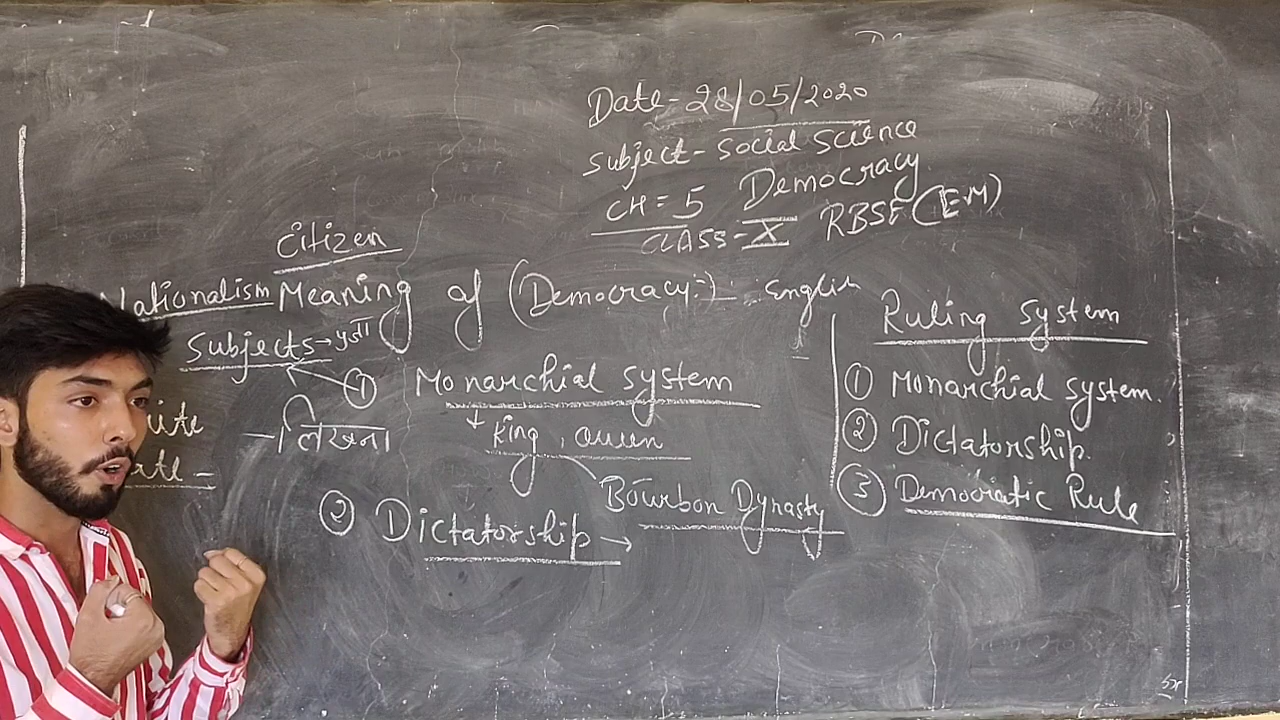 Date - 28/05/2020
Subject - Social Science
CH = 5 Democracy
CLASS - X RBSE (EM)
Citizen
Nationalism Meaning of (Democracy:-) English
Subjects →
① Monarchial system
King, Queen
– लिखना
Bourbon Dynasty
② Dictatorship →
Ruling System
① Monarchial system.
② Dictatorship.
③ Democratic Rule